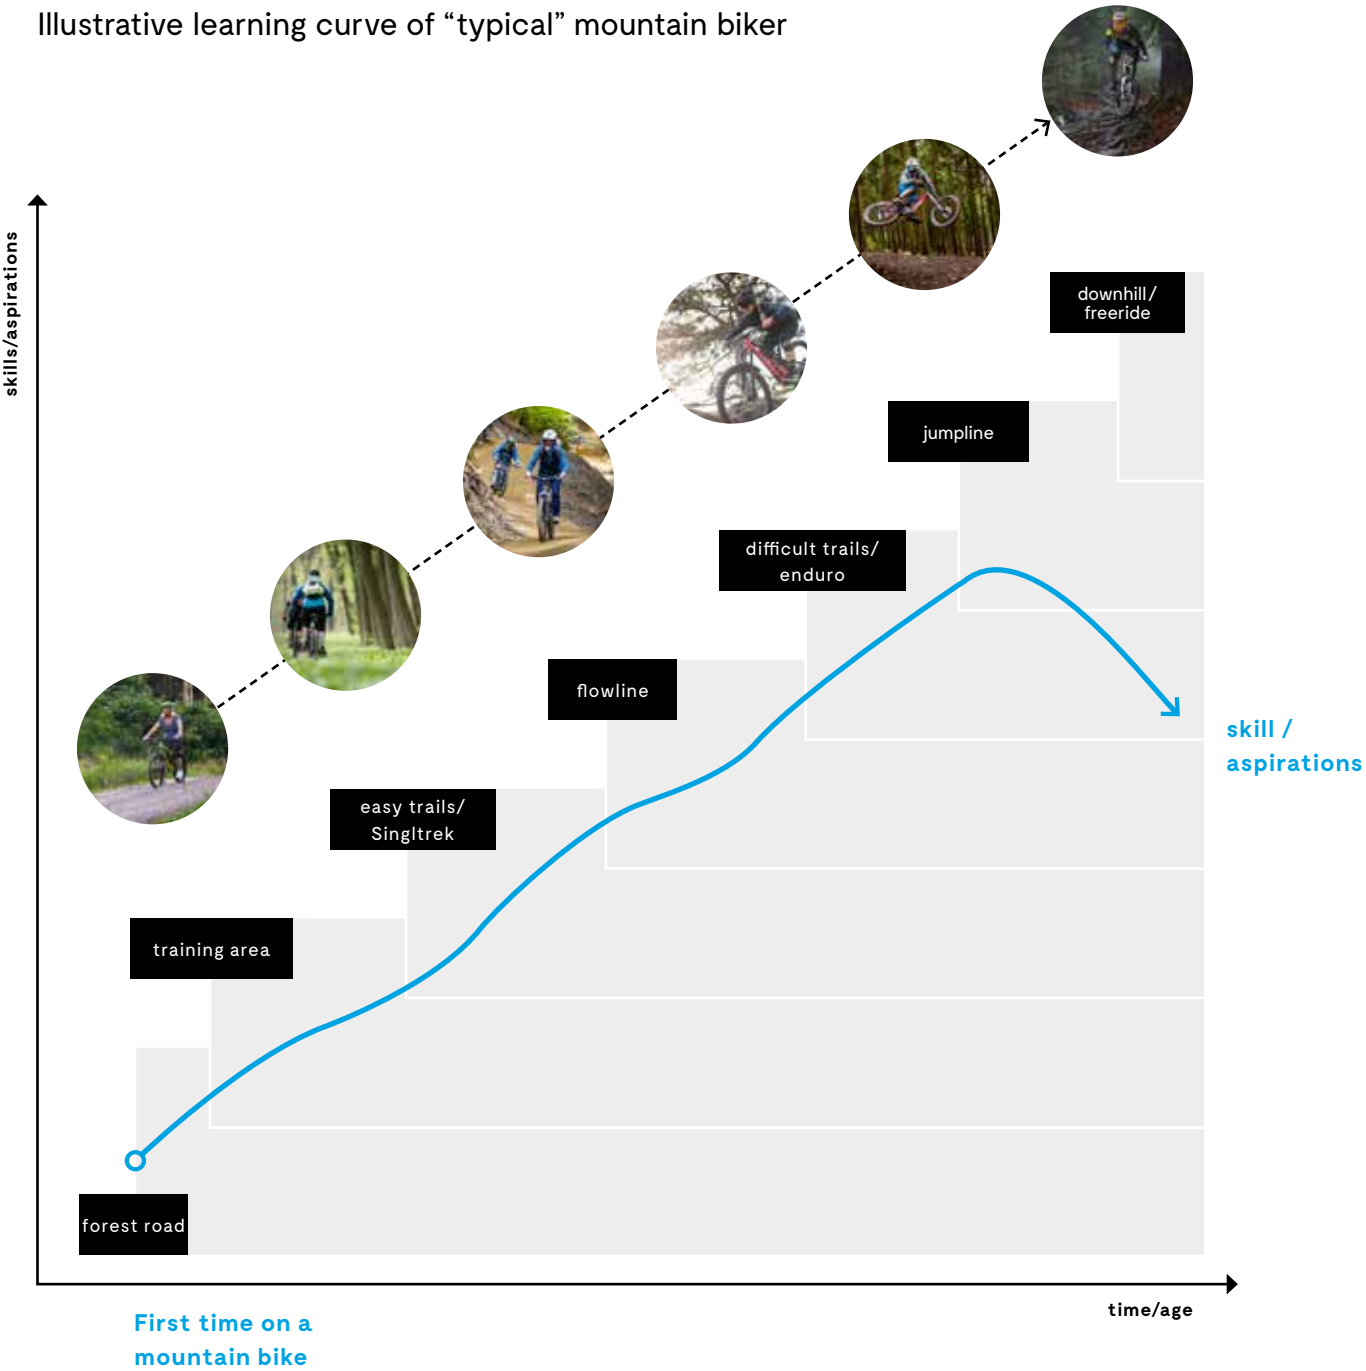 Illustrative learning curve of “typical” mountain biker
skills/aspirations
downhill/
freeride
jumpline
difficult trails/
enduro
flowline
easy trails/
Singltrek
training area
forest road
skill /
aspirations
time/age
First time on a
mountain bike